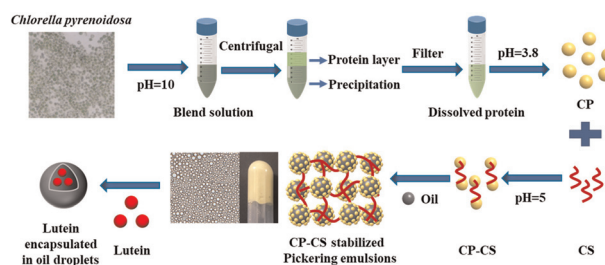 Chlorella pyrenoidosa
pH=10
Blend solution
Centrifugal
Protein layer
Precipitation
Filter
Dissolved protein
pH=3.8
CP
CS
pH=5
CP-CS
Oil
CP-CS stabilized
Pickering emulsions
Lutein
Lutein
encapsulated
in oil droplets